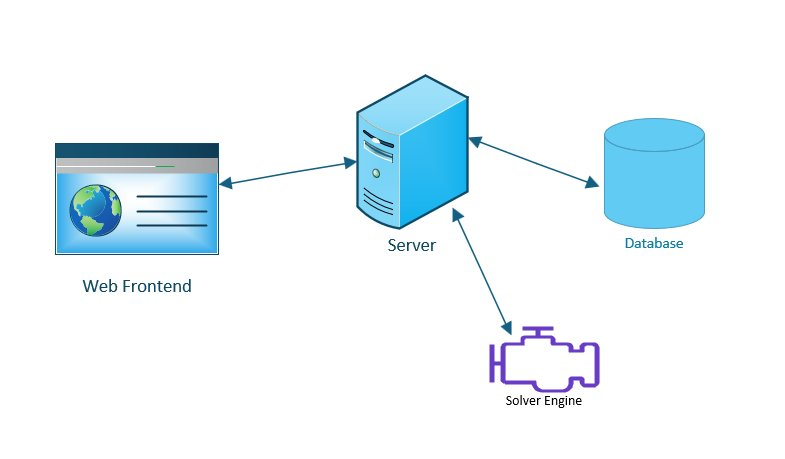 Server
Database
Web Frontend
Solver Engine